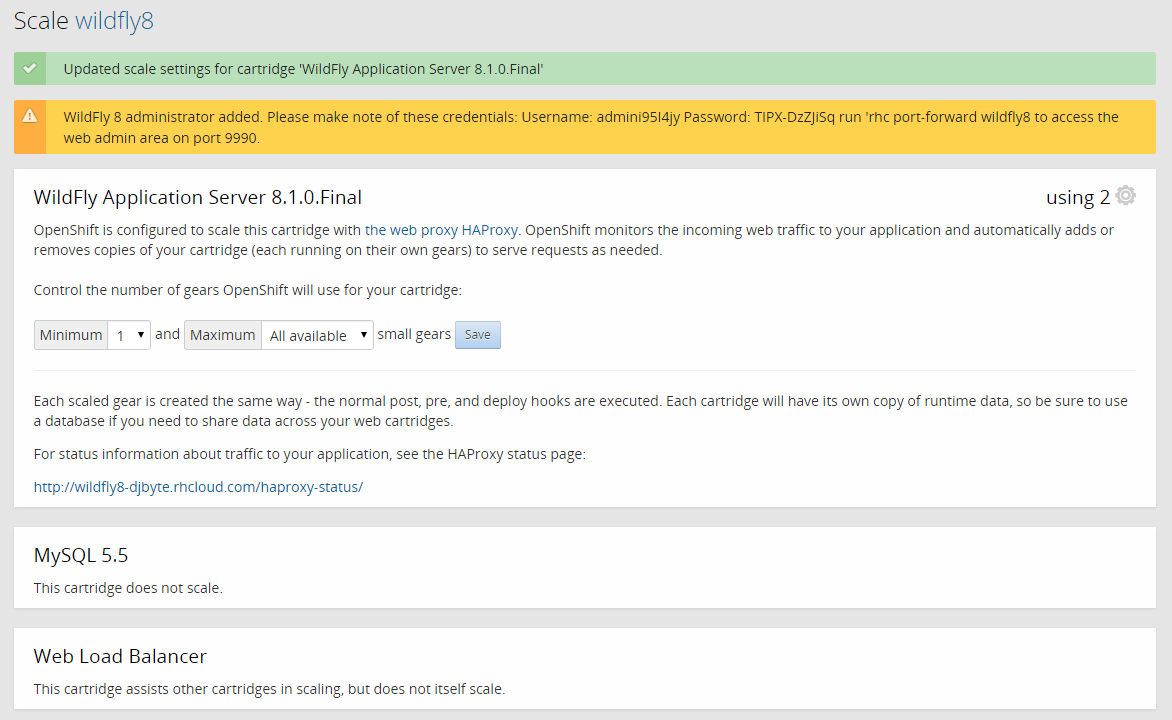 Scale wildfly8
Updated scale settings for cartridge 'WildFly Application Server 8.1.0.Final'
WildFly 8 administrator added. Please make note of these credentials: Username: admini95I4jy Password: TIPX-DzZJiSq run 'rhc port-forward wildfly8 to access the
web admin area on port 9990.
WildFly Application Server 8.1.0.Final
using 2
OpenShift is configured to scale this cartridge with the web proxy HAProxy. OpenShift monitors the incoming web traffic to your application and automatically adds or
removes copies of your cartridge (each running on their own gears) to serve requests as needed.
Control the number of gears OpenShift will use for your cartridge:
Minimum 1 and Maximum All available small gears Save
Each scaled gear is created the same way - the normal post, pre, and deploy hooks are executed. Each cartridge will have its own copy of runtime data, so be sure to use
a database if you need to share data across your web cartridges.
For status information about traffic to your application, see the HAProxy status page:
http://wildfly8-djbyte.rhcloud.com/haproxy-status/
MySQL 5.5
This cartridge does not scale.
Web Load Balancer
This cartridge assists other cartridges in scaling, but does not itself scale.